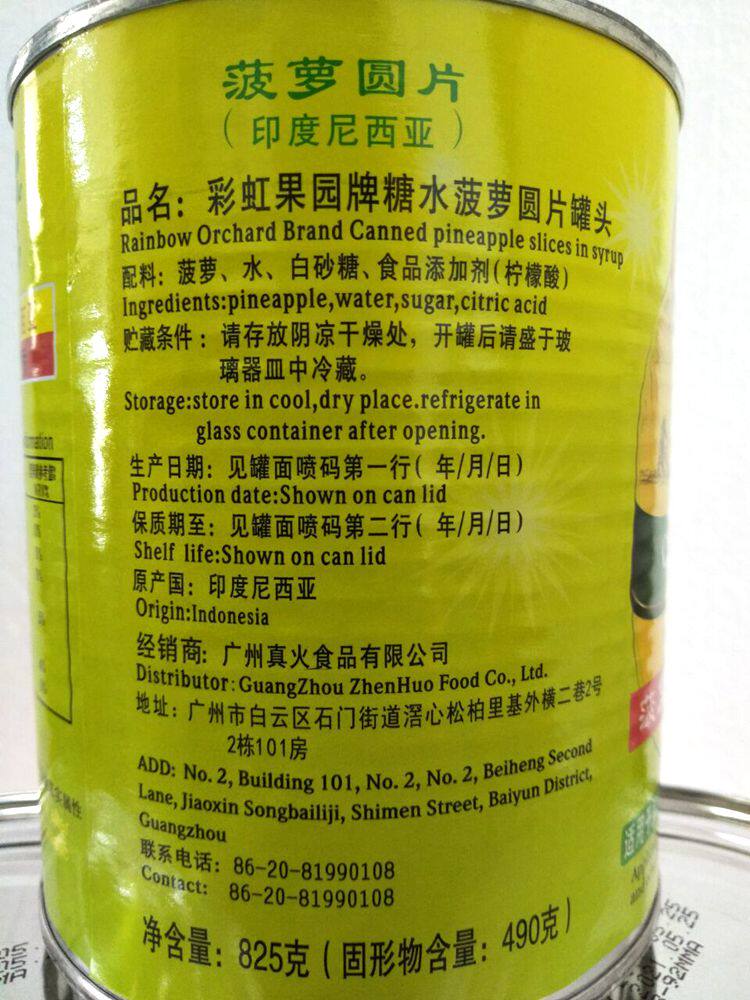 菠萝圆片
(印度尼西亚)
品名：彩虹果园牌糖水菠萝圆片罐头
Rainbow Orchard Brand Canned pineapple slices in syrup
配料：菠萝、水、白砂糖、食品添加剂(柠檬酸)
Ingredients:pineapple,water,sugar,citric acid
贮藏条件：请存放阴凉干燥处，开罐后请盛于玻
璃器皿中冷藏。
Storage:store in cool,dry place.refrigerate in
glass container after opening.
生产日期：见罐面喷码第一行(年/月/日)
Production date:Shown on can lid
保质期至：见罐面喷码第二行(年/月/日)
Shelf life:Shown on can lid
原产国：印度尼西亚
Origin:Indonesia
经销商：广州真火食品有限公司
Distributor:GuangZhou ZhenHuo Food Co., Ltd.
地址：广州市白云区石门街道滘心松柏里基外横二巷2号
2栋101房
ADD: No. 2, Building 101, No. 2, No. 2, Beiheng Second
Lane, Jiaoxin Songbailiji, Shimen Street, Baiyun District,
Guangzhou
联系电话：86-20-81990108
Contact: 86-20-81990108
净含量：825克(固形物含量：490克)